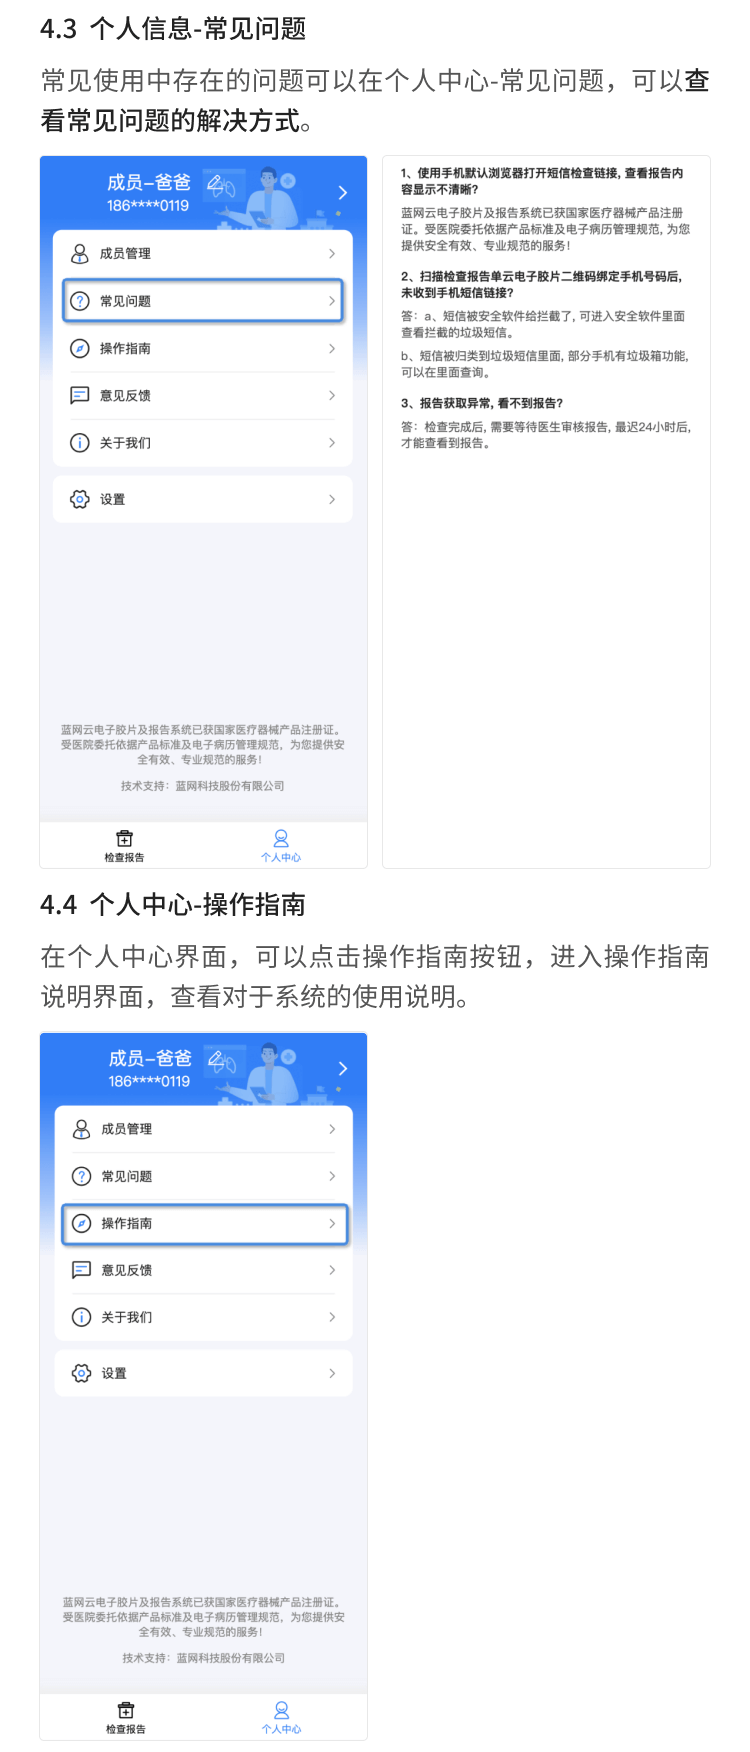 4.3 个人信息-常见问题
常见使用中存在的问题可以在个人中心-常见问题，可以查
看常见问题的解决方式。
成员–爸爸
186****0119
成员管理
常见问题
操作指南
意见反馈
关于我们
设置
蓝网云电子胶片及报告系统已获国家医疗器械产品注册证。
受医院委托依据产品标准及电子病历管理规范，为您提供安
全有效、专业规范的服务！
技术支持：蓝网科技股份有限公司
检查报告
个人中心
1、使用手机默认浏览器打开短信检查链接, 查看报告内
容显示不清晰?
蓝网云电子胶片及报告系统已获国家医疗器械产品注册
证。受医院委托依据产品标准及电子病历管理规范, 为您
提供安全有效、专业规范的服务！
2、扫描检查报告单云电子胶片二维码绑定手机号码后,
未收到手机短信链接?
答：a、短信被安全软件给拦截了, 可进入安全软件里面
查看拦截的垃圾短信。
b、短信被归类到垃圾短信里面, 部分手机有垃圾箱功能,
可以在里面查询。
3、报告获取异常, 看不到报告?
答：检查完成后, 需要等待医生审核报告, 最迟24小时后,
才能查看到报告。
4.4 个人中心-操作指南
在个人中心界面，可以点击操作指南按钮，进入操作指南
说明界面，查看对于系统的使用说明。
成员–爸爸
186****0119
成员管理
常见问题
操作指南
意见反馈
关于我们
设置
蓝网云电子胶片及报告系统已获国家医疗器械产品注册证。
受医院委托依据产品标准及电子病历管理规范，为您提供安
全有效、专业规范的服务！
技术支持：蓝网科技股份有限公司
检查报告
个人中心